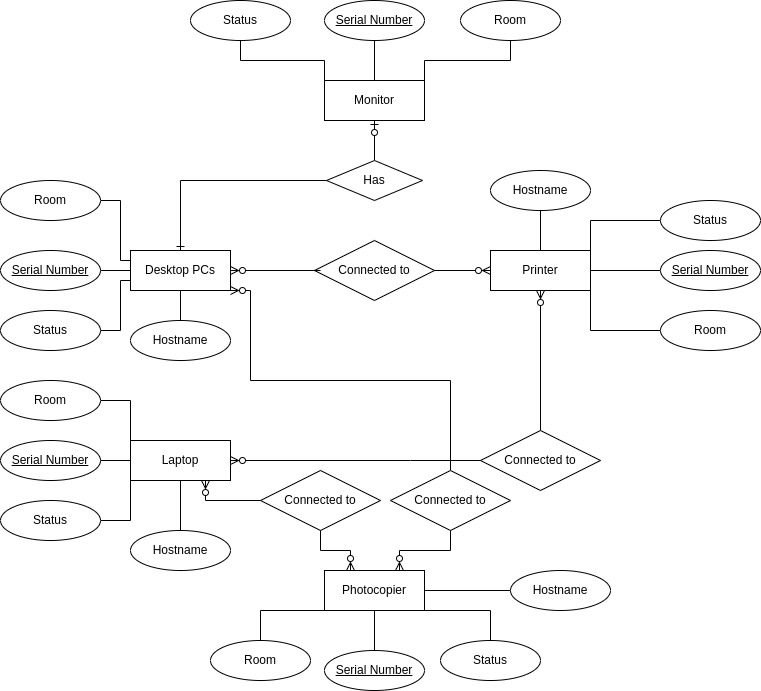 Status
Serial Number
Room
Monitor
Has
Hostname
Room
Status
Serial Number
Desktop PCs
Connected to
Printer
Serial Number
Status
Hostname
Room
Room
Serial Number
Laptop
Connected to
Connected to
Connected to
Status
Hostname
Photocopier
Hostname
Room
Serial Number
Status